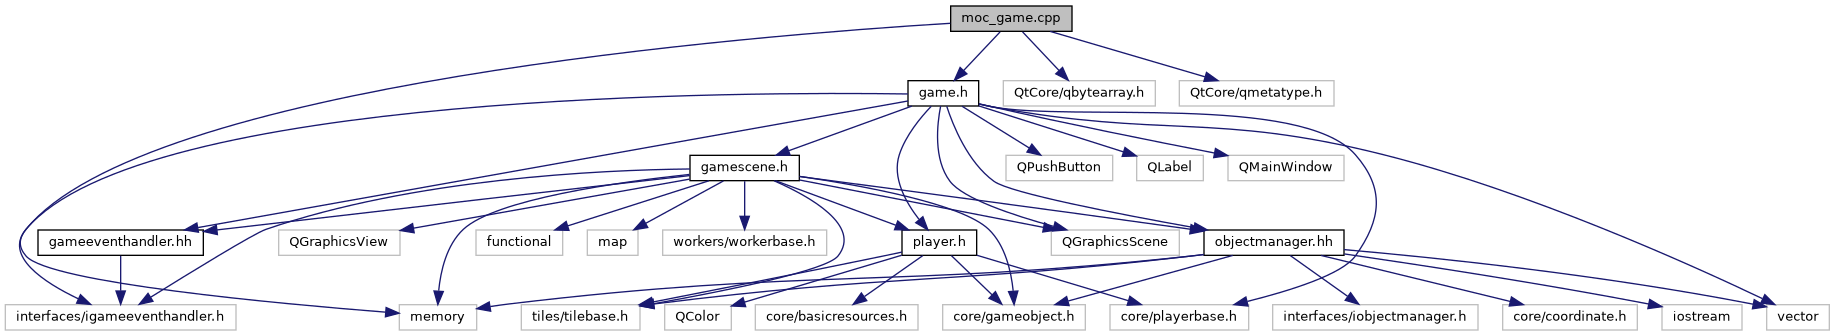 moc_game.cpp
game.h
QtCore/qbytearray.h
QtCore/qmetatype.h
gamescene.h
QPushButton
QLabel
QMainWindow
gameeventhandler.hh
QGraphicsView
functional
map
workers/workerbase.h
player.h
QGraphicsScene
objectmanager.hh
interfaces/igameeventhandler.h
memory
tiles/tilebase.h
QColor
core/basicresources.h
core/gameobject.h
core/playerbase.h
interfaces/iobjectmanager.h
core/coordinate.h
iostream
vector